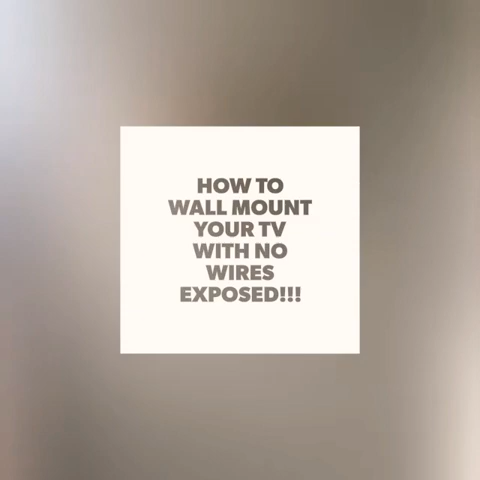 HOW TO
WALL MOUNT
YOUR TV
WITH NO
WIRES
EXPOSED!!!